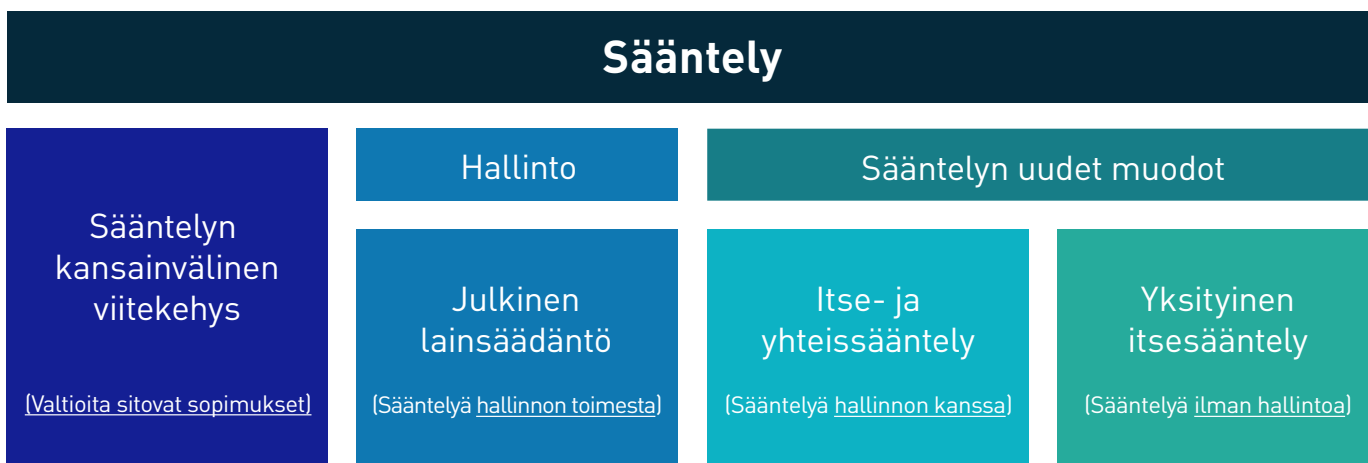 Sääntely
Sääntelyn
kansainvälinen
viitekehys
(Valtioita sitovat sopimukset)
Hallinto
Julkinen
lainsäädäntö
(Sääntelyä hallinnon toimesta)
Sääntelyn uudet muodot
Itse- ja
yhteissääntely
(Sääntelyä hallinnon kanssa)
Yksityinen
itsesääntely
(Sääntelyä ilman hallintoa)